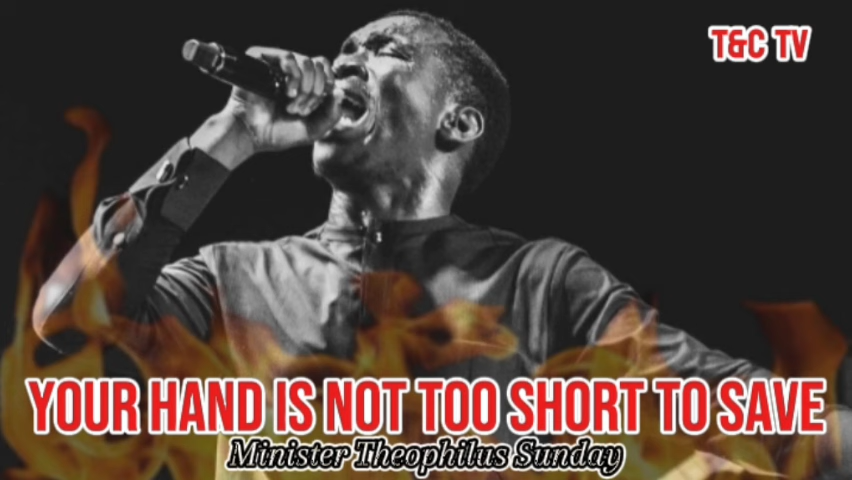 T&C TV
YOUR HAND IS NOT TOO SHORT TO SAVE
Minister Theophilus Sunday